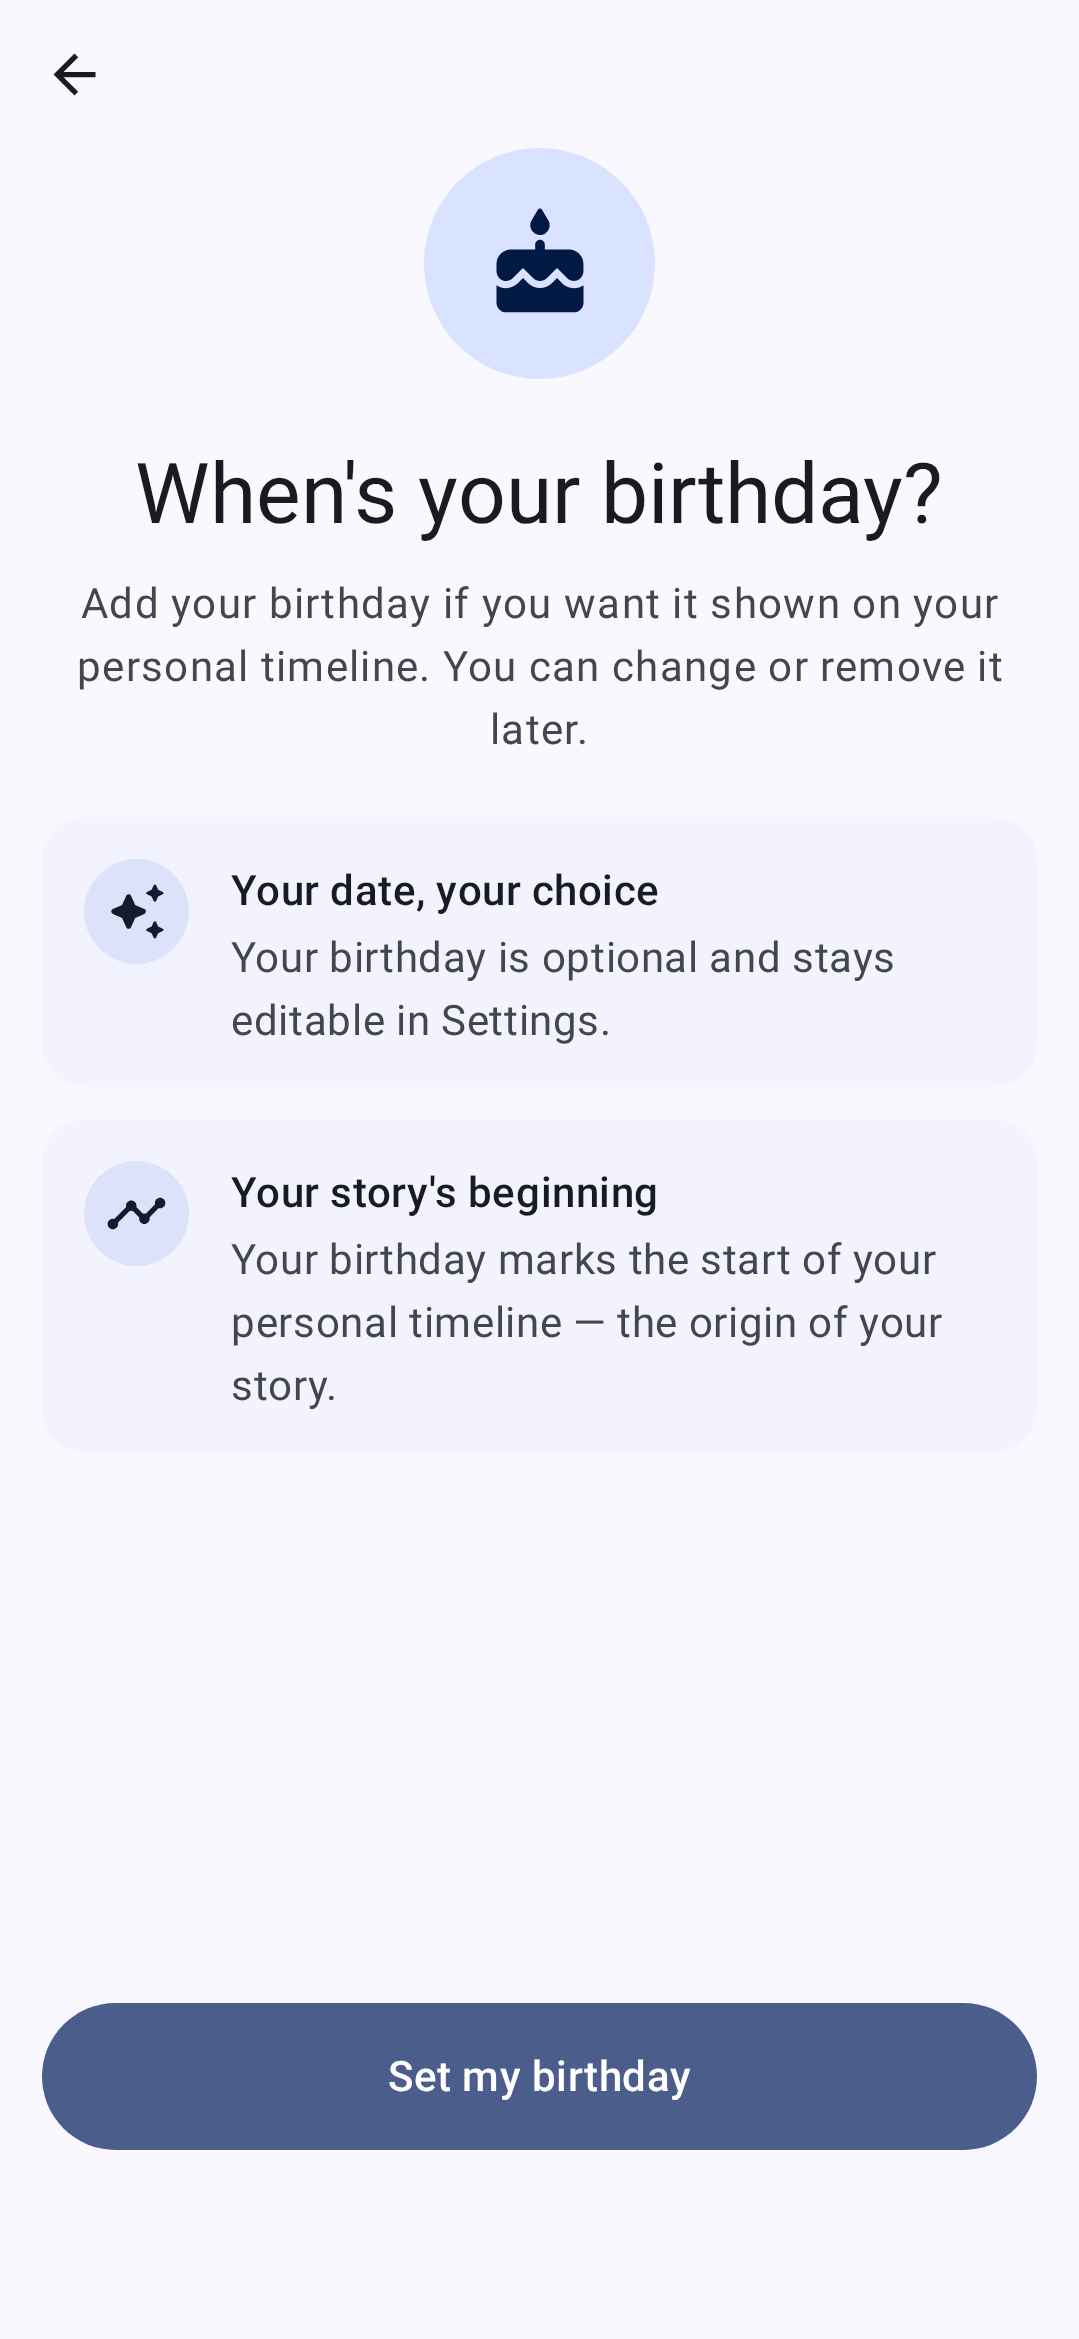 When's your birthday?
Add your birthday if you want it shown on your
personal timeline. You can change or remove it
later.
Your date, your choice
Your birthday is optional and stays
editable in Settings.
Your story's beginning
Your birthday marks the start of your
personal timeline — the origin of your
story.
Set my birthday